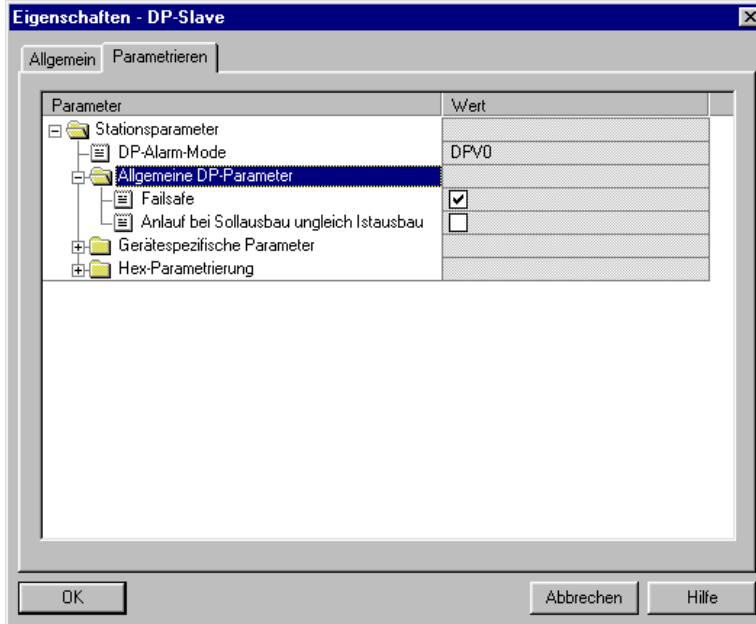 Eigenschaften - DP-Slave
Allgemein Parametrieren
Parameter Wert
Stationsparameter
DP-Alarm-Mode DPV0
Allgemeine DP-Parameter
Failsafe
Anlauf bei Sollausbau ungleich Istausbau
Gerätespezifische Parameter
Hex-Parametrierung
OK Abbrechen Hilfe